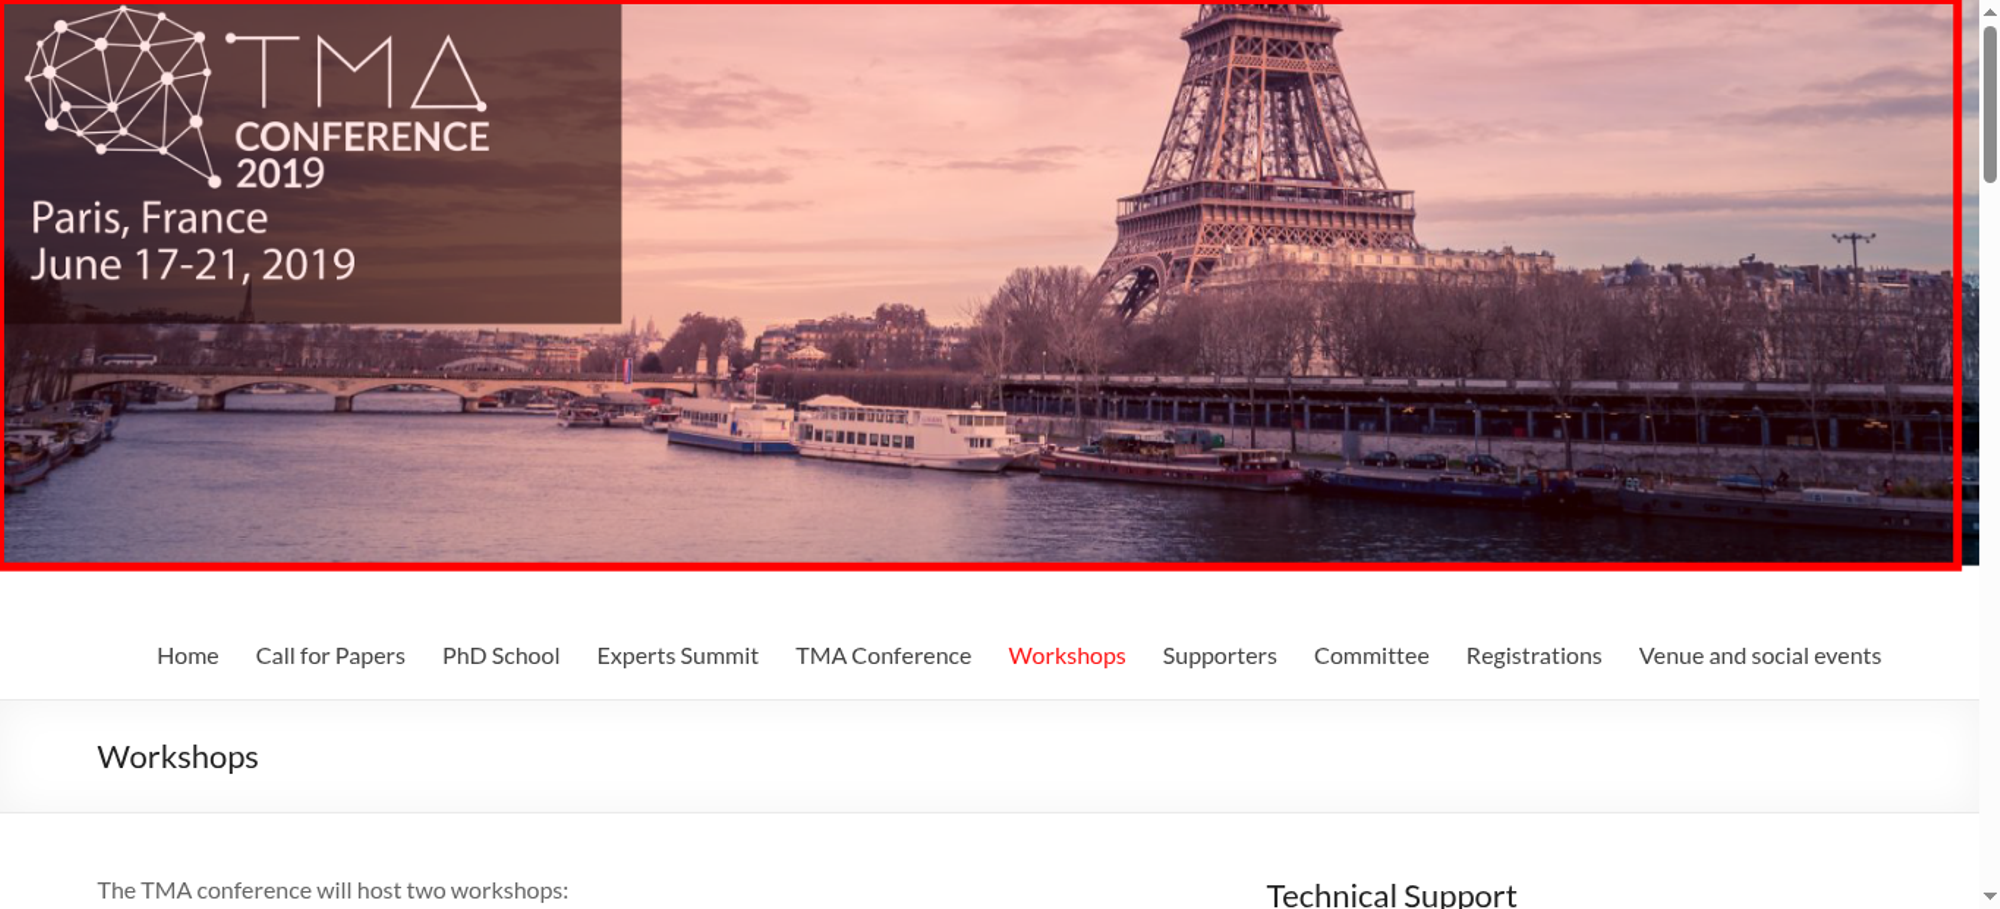 TMA
CONFERENCE
2019
Paris, France
June 17-21, 2019
Home Call for Papers PhD School Experts Summit TMA Conference Workshops Supporters Committee Registrations Venue and social events
Workshops
The TMA conference will host two workshops:
Technical Support